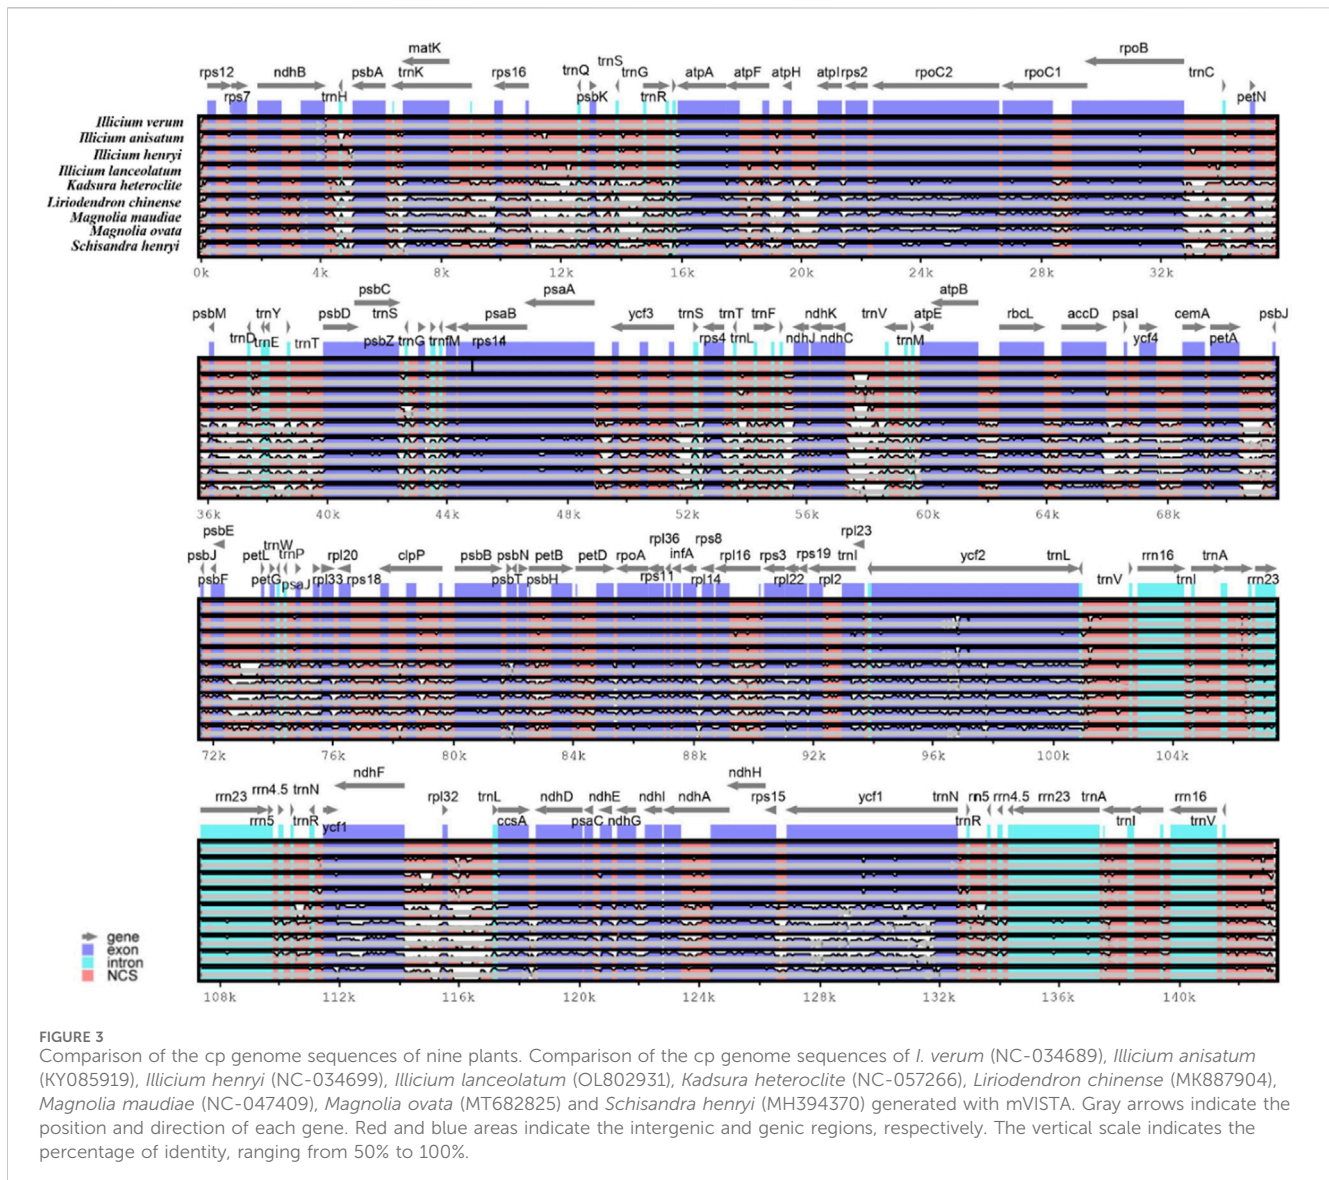 matK
rpoB
trnS
rps12 ndhB psbA trnK rps16 trnQ trnG atpA atpF atpH atpI rps2 rpoC2 rpoC1 trnC
rps7 trnH psbK trnR petN
Illicium verum
Illicium anisatum
Illicium henryi
Illicium lanceolatum
Kadsura heteroclite
Liriodendron chinense
Magnolia maudiae
Magnolia ovata
Schisandra henryi
0k 4k 8k 12k 16k 20k 24k 28k 32k
psbC psaA atpB
psbM trnY psbD trnS psaB ycf3 trnS trnT trnF ndhK trnV atpE rbcL accD psaI cemA psbJ
trnD trnE trnT psbZ trnG trnfM rps14 rps4 trnL ndhJ ndhC trnM ycf4 petA
36k 40k 44k 48k 52k 56k 60k 64k 68k
psbE trnW rpl36 rps8 rpl23
psbJ petL trnP rpl20 clpP psbB psbN petB petD rpoA infA rpl16 rps3 rps19 trnI ycf2 trnL rrn16 trnA
psbF petG psaJ rpl33 rps18 psbT psbH rps11 rpl14 rpl22 rpl2 trnV trnI rrn23
72k 76k 80k 84k 88k 92k 96k 100k 104k
ndhF ndhH
rrn23 rrn4.5 trnN rpl32 trnL ndhD ndhE ndhI ndhA rps15 ycf1 trnN rrn5 rrn4.5 rrn23 trnA rrn16
rrn5 trnR ycf1 ccsA psaC ndhG trnR trnI trnV
gene
exon
intron
NCS
108k 112k 116k 120k 124k 128k 132k 136k 140k
FIGURE 3
Comparison of the cp genome sequences of nine plants. Comparison of the cp genome sequences of I. verum (NC-034689), Illicium anisatum
(KY085919), Illicium henryi (NC-034699), Illicium lanceolatum (OL802931), Kadsura heteroclite (NC-057266), Liriodendron chinense (MK887904),
Magnolia maudiae (NC-047409), Magnolia ovata (MT682825) and Schisandra henryi (MH394370) generated with mVISTA. Gray arrows indicate the
position and direction of each gene. Red and blue areas indicate the intergenic and genic regions, respectively. The vertical scale indicates the
percentage of identity, ranging from 50% to 100%.